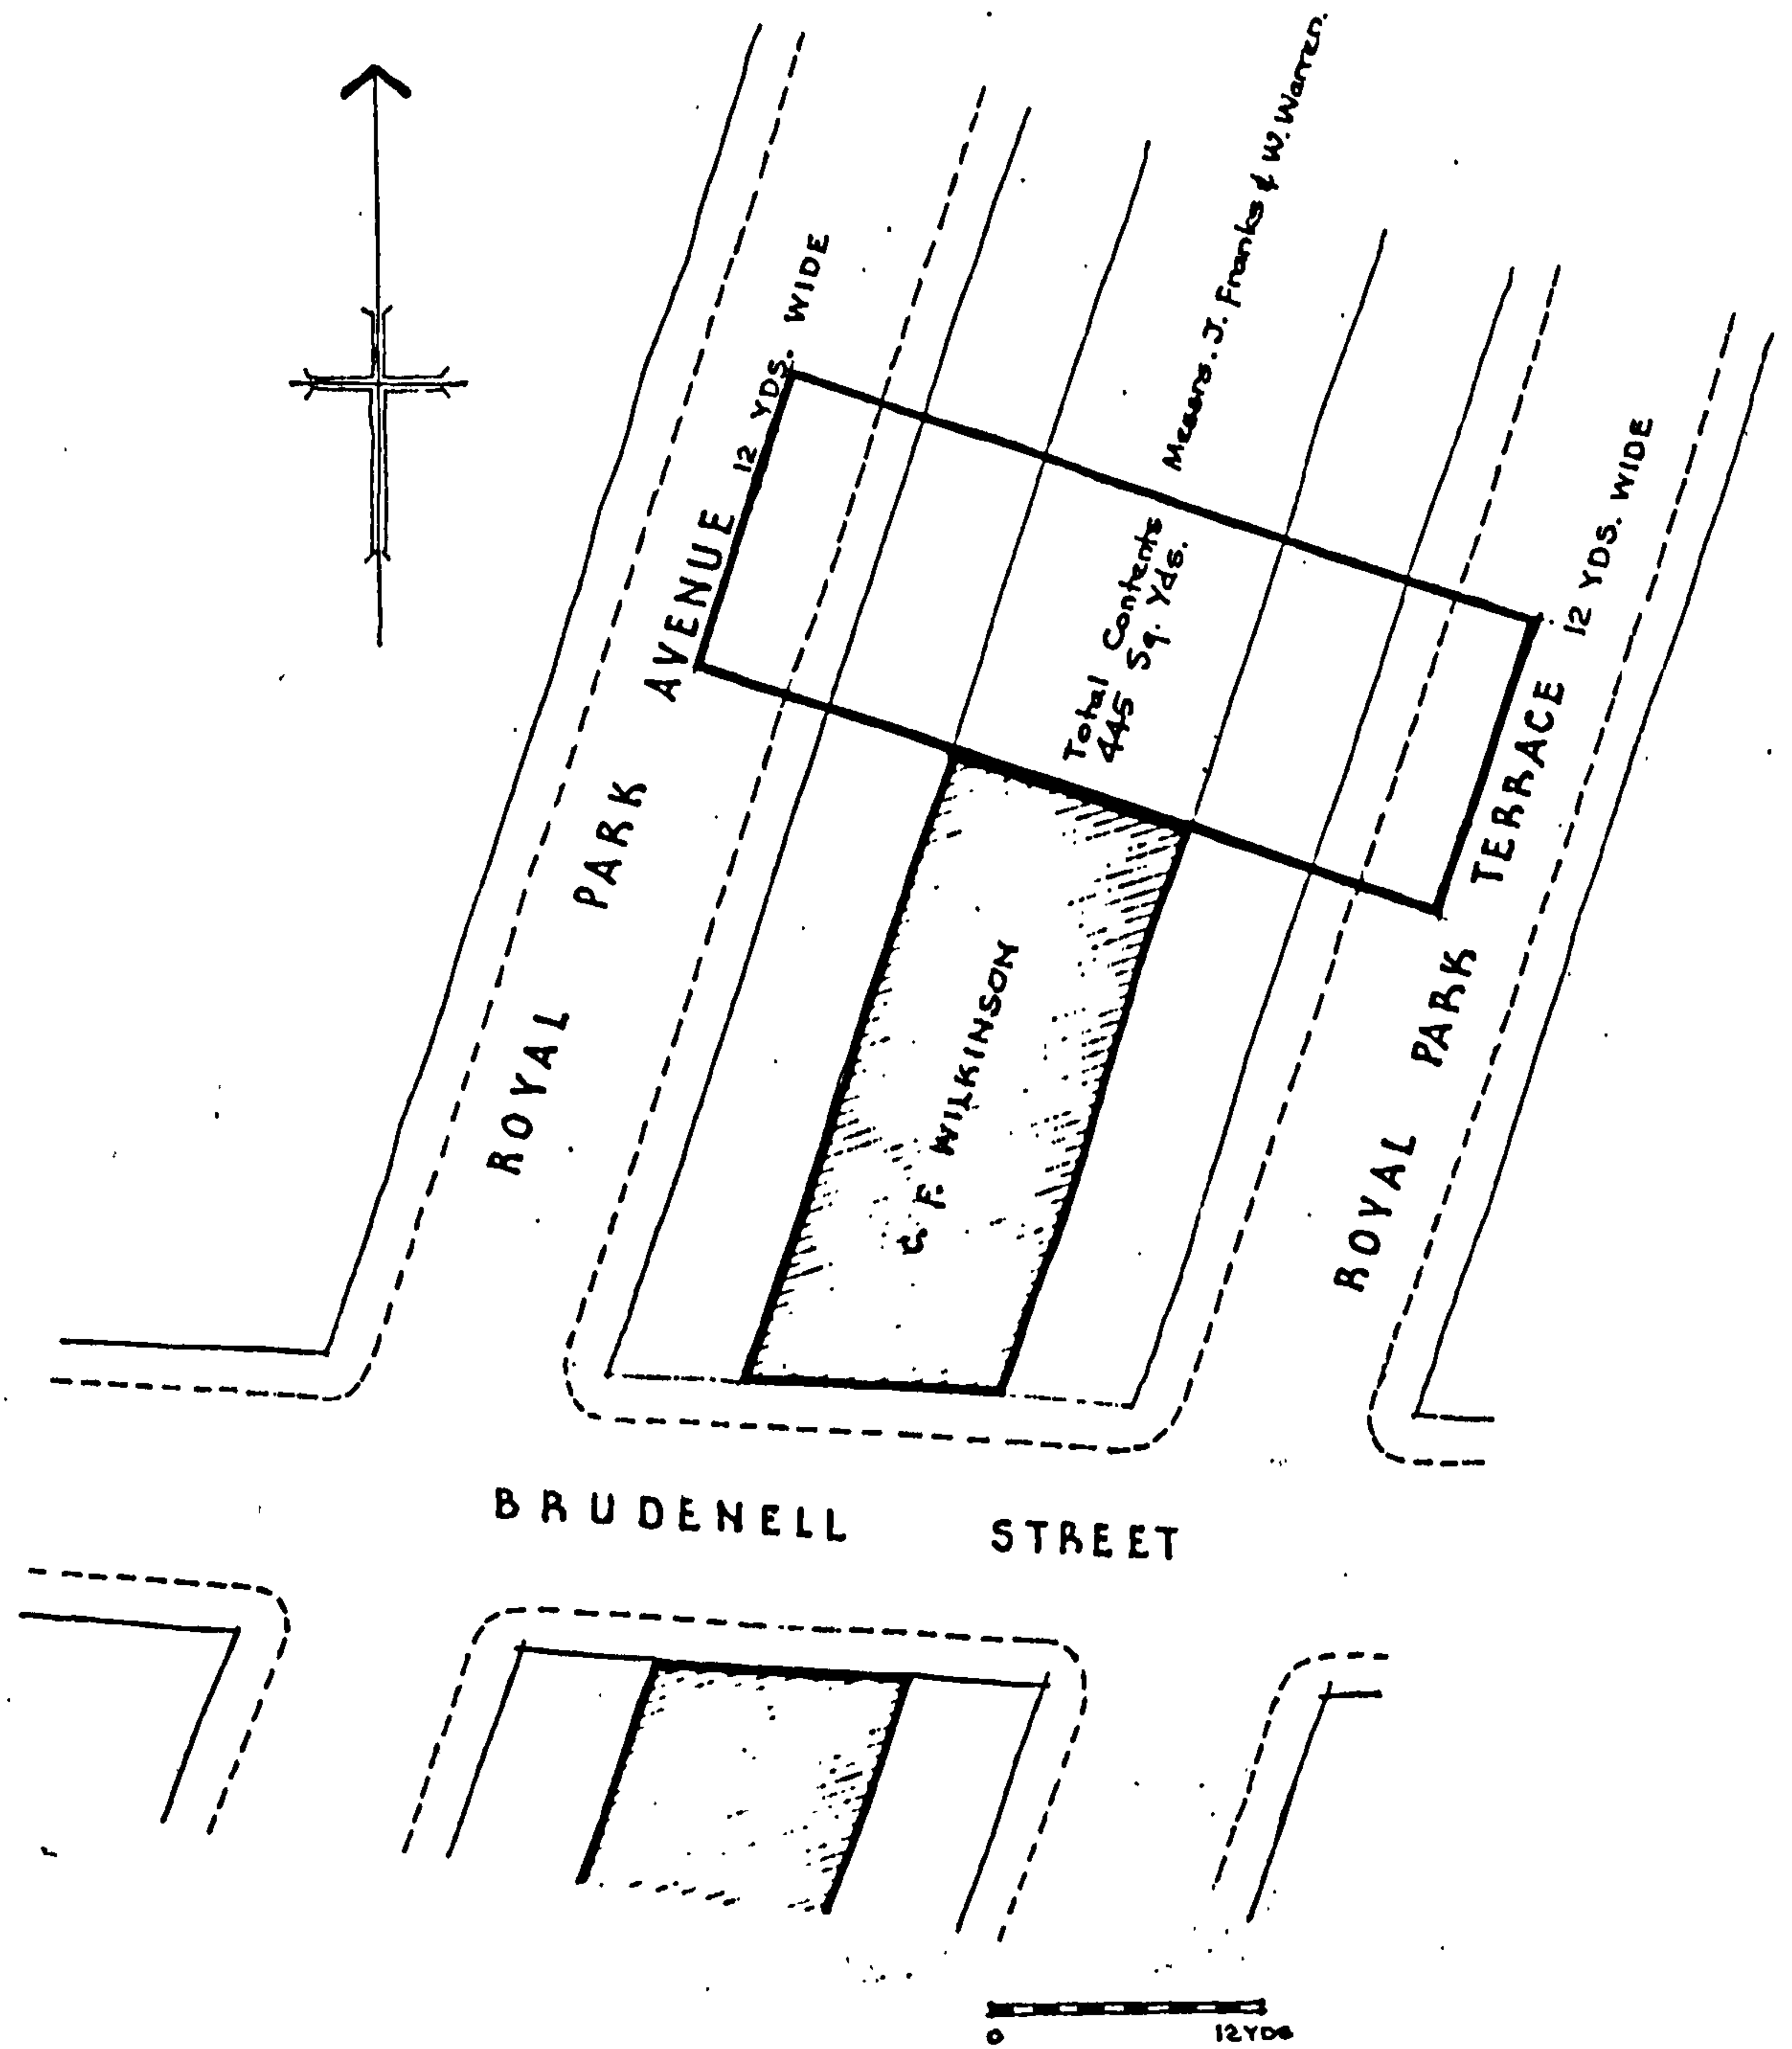 Messrs. J. Franks & W. Warren.
ROYAL PARK AVENUE 12 YDS. WIDE
Total Contents
445 Sq. Yds.
ROYAL PARK TERRACE 12 YDS. WIDE
F. WILKINSON
BRUDENELL STREET
0 12 YDS